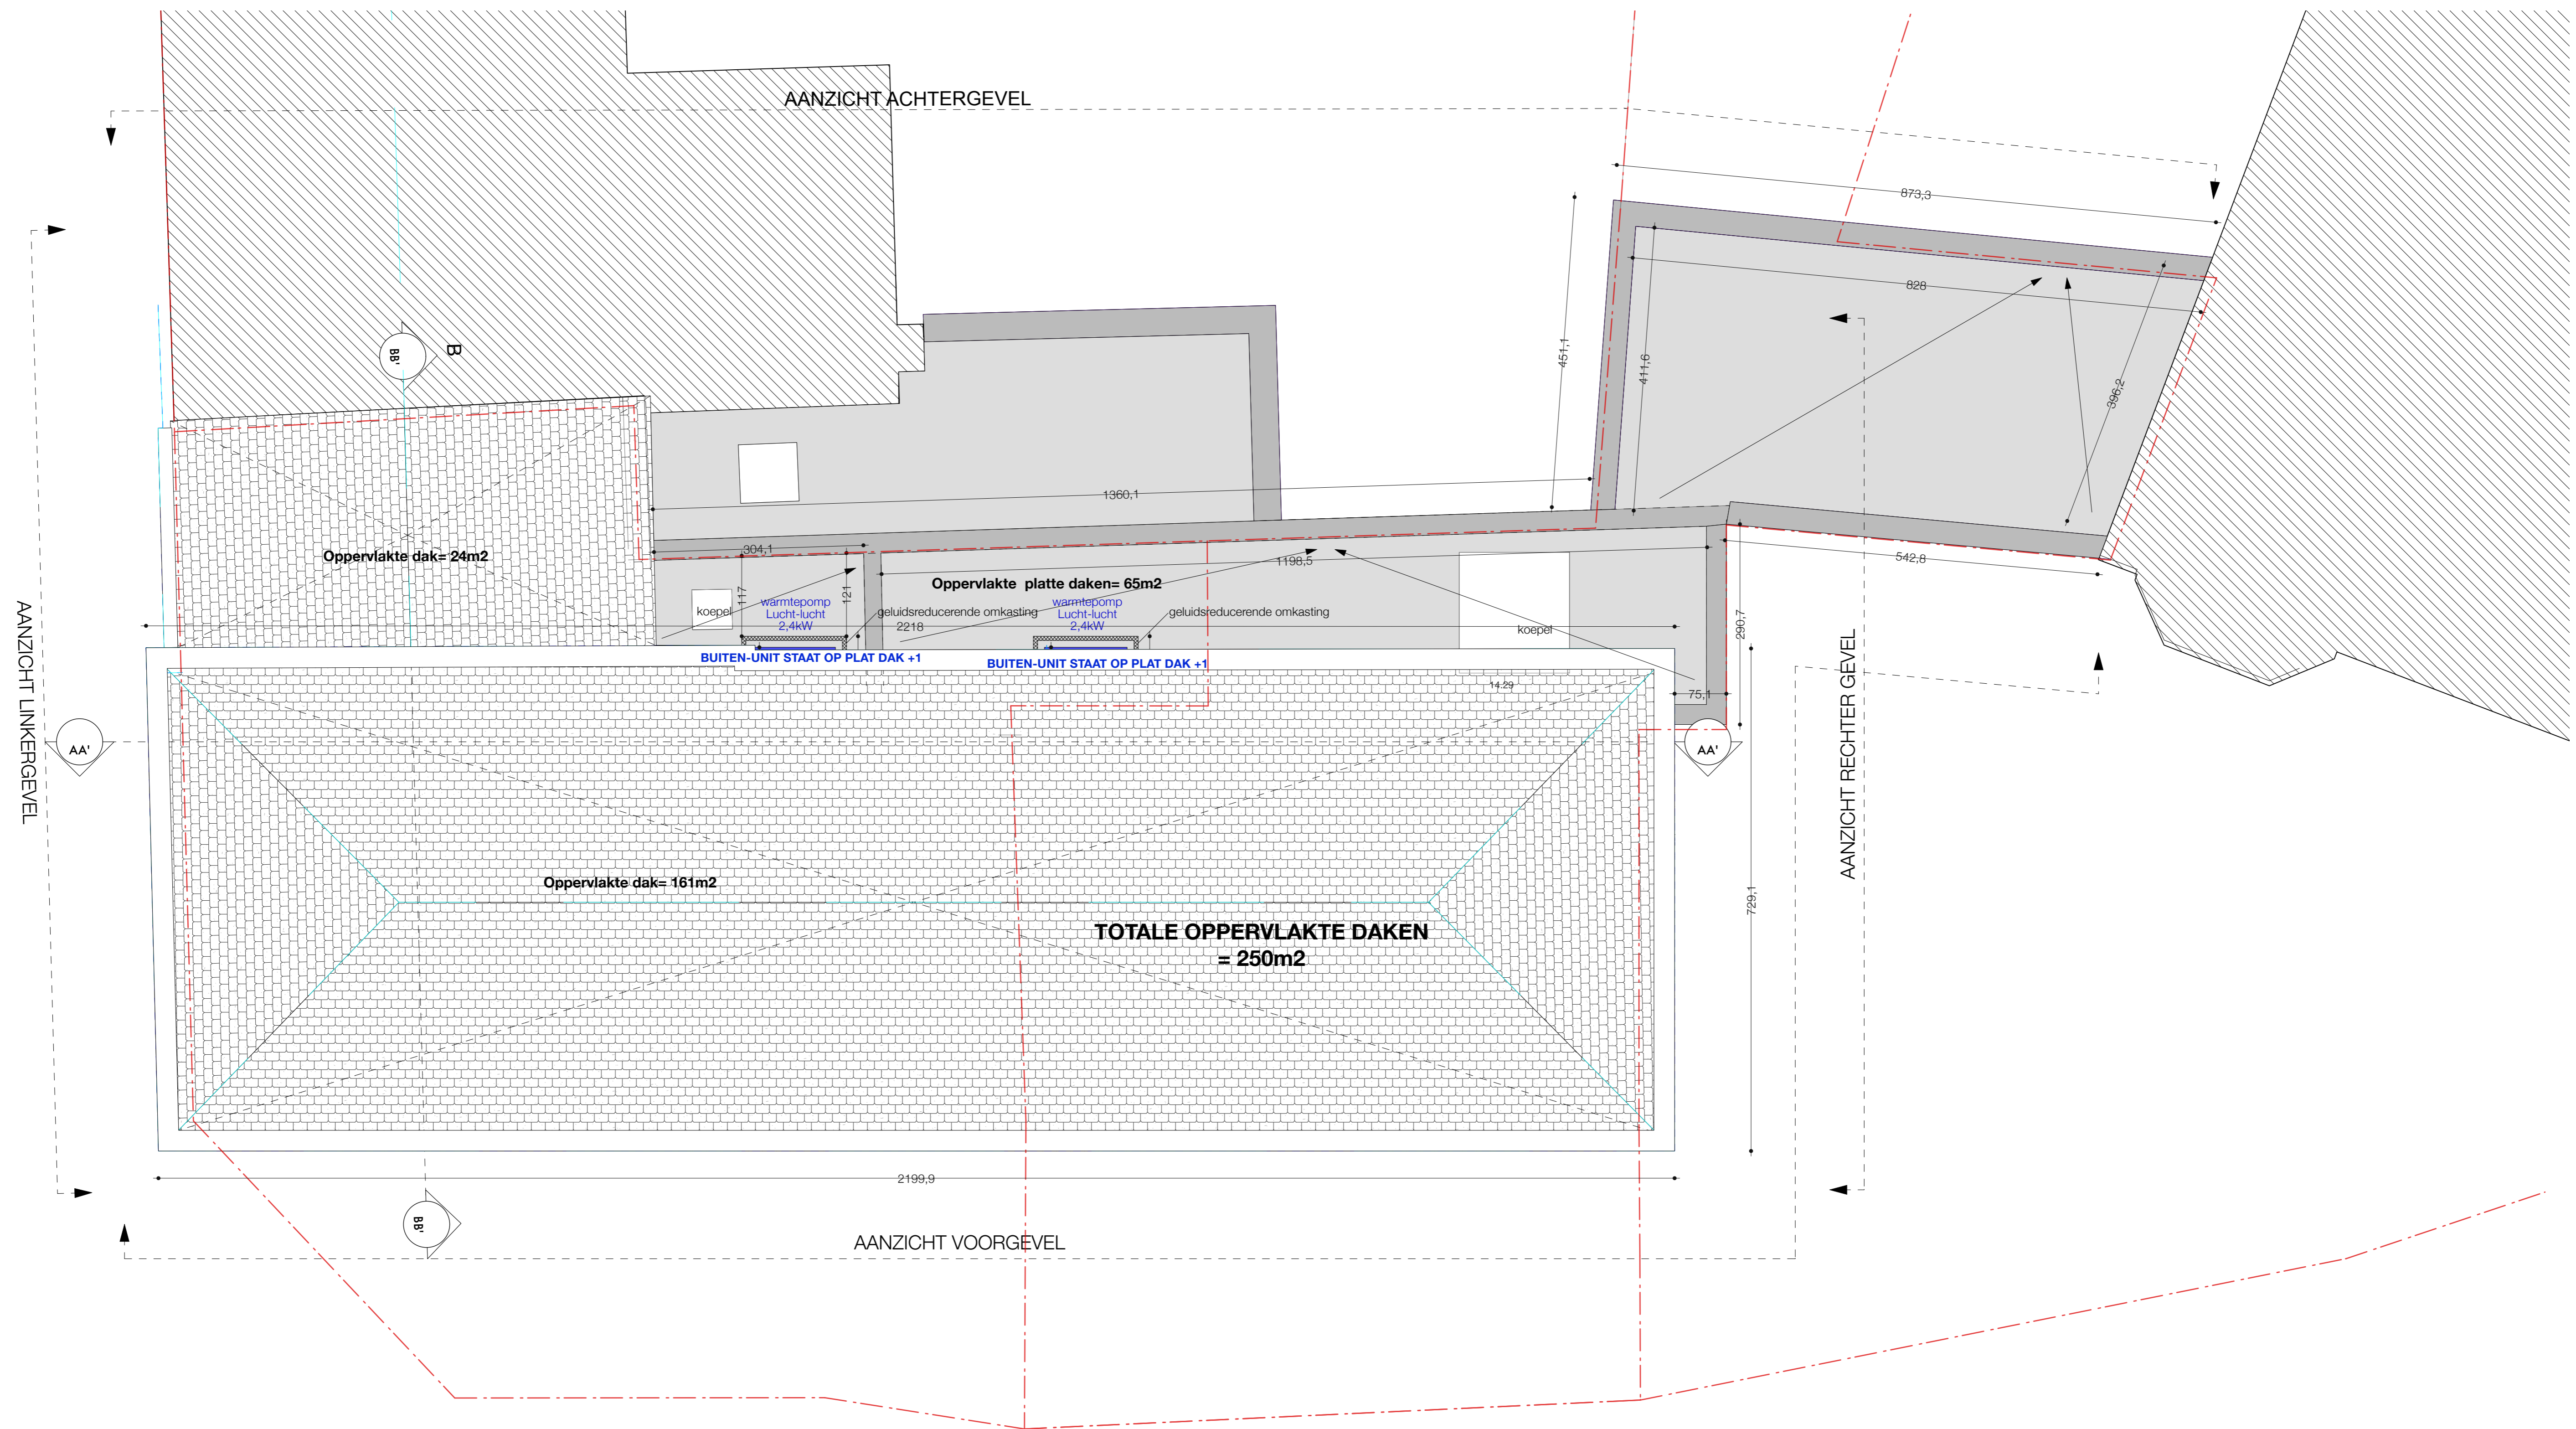 AANZICHT ACHTERGEVEL
873,3
828
451,1
411,6
396,2
BB'
B
1360,1
304,1
1198,5
542,8
Oppervlakte dak= 24m2
Oppervlakte platte daken= 65m2
117
121
koepel
warmtepomp
Lucht-lucht
2,4kW
geluidsreducerende omkasting
warmtepomp
Lucht-lucht
2,4kW
geluidsreducerende omkasting
2218
koepel
290,7
BUITEN-UNIT STAAT OP PLAT DAK +1
BUITEN-UNIT STAAT OP PLAT DAK +1
14.29
75,1
AANZICHT LINKERGEVEL
AANZICHT RECHTER GEVEL
AA'
AA'
Oppervlakte dak= 161m2
729,1
TOTALE OPPERVLAKTE DAKEN
= 250m2
2199,9
BB'
AANZICHT VOORGEVEL